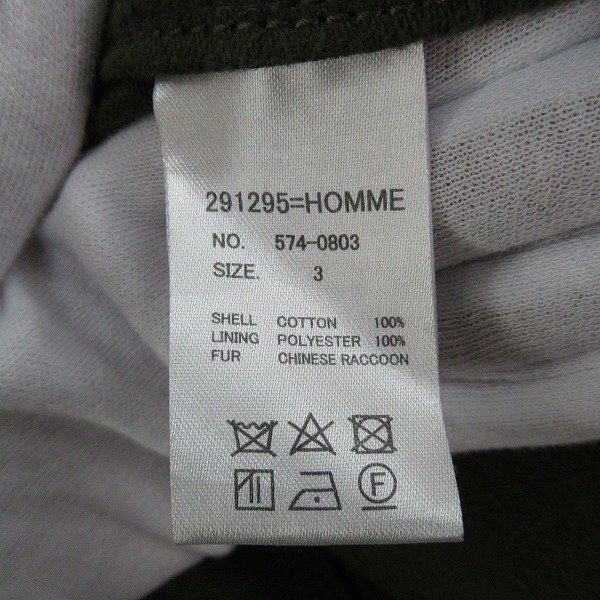 291295=HOMME
NO. 574-0803
SIZE. 3
SHELL COTTON 100%
LINING POLYESTER 100%
FUR CHINESE RACCOON
F